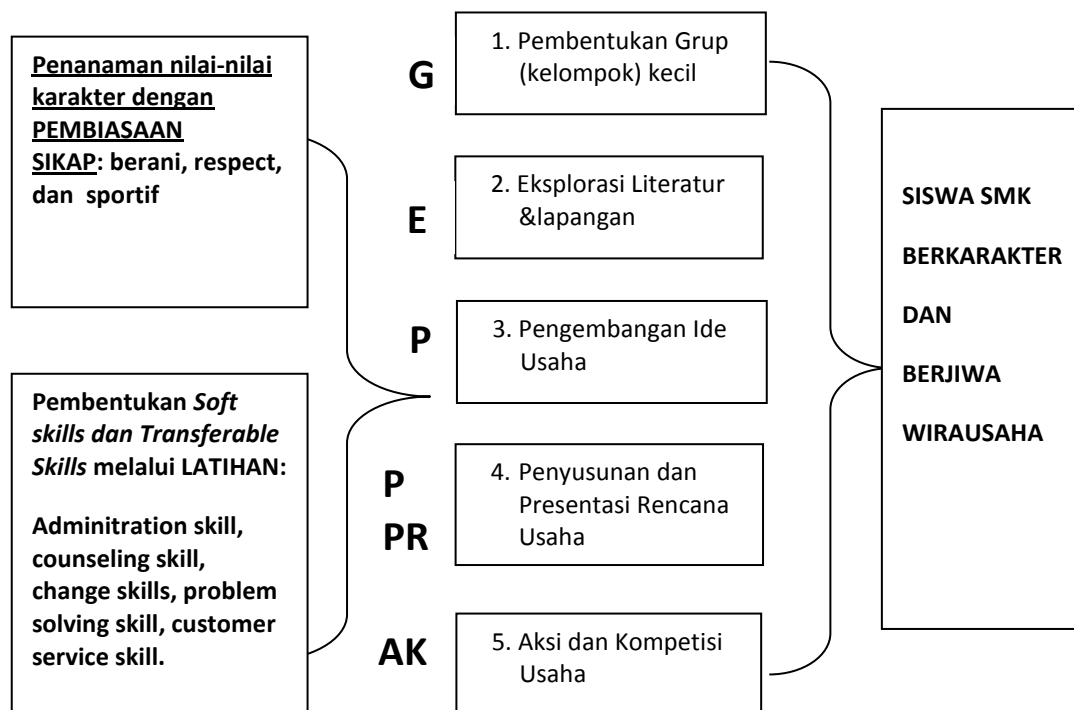 Penanaman nilai-nilai
karakter dengan
PEMBIASAAN
SIKAP: berani, respect,
dan sportif
Pembentukan Soft
skills dan Transferable
Skills melalui LATIHAN:
Adminitration skill,
counseling skill,
change skills, problem
solving skill, customer
service skill.
G
1. Pembentukan Grup
(kelompok) kecil
E
2. Eksplorasi Literatur
&lapangan
P
3. Pengembangan Ide
Usaha
P
PR
4. Penyusunan dan
Presentasi Rencana
Usaha
AK
5. Aksi dan Kompetisi
Usaha
SISWA SMK
BERKARAKTER
DAN
BERJIWA
WIRAUSAHA